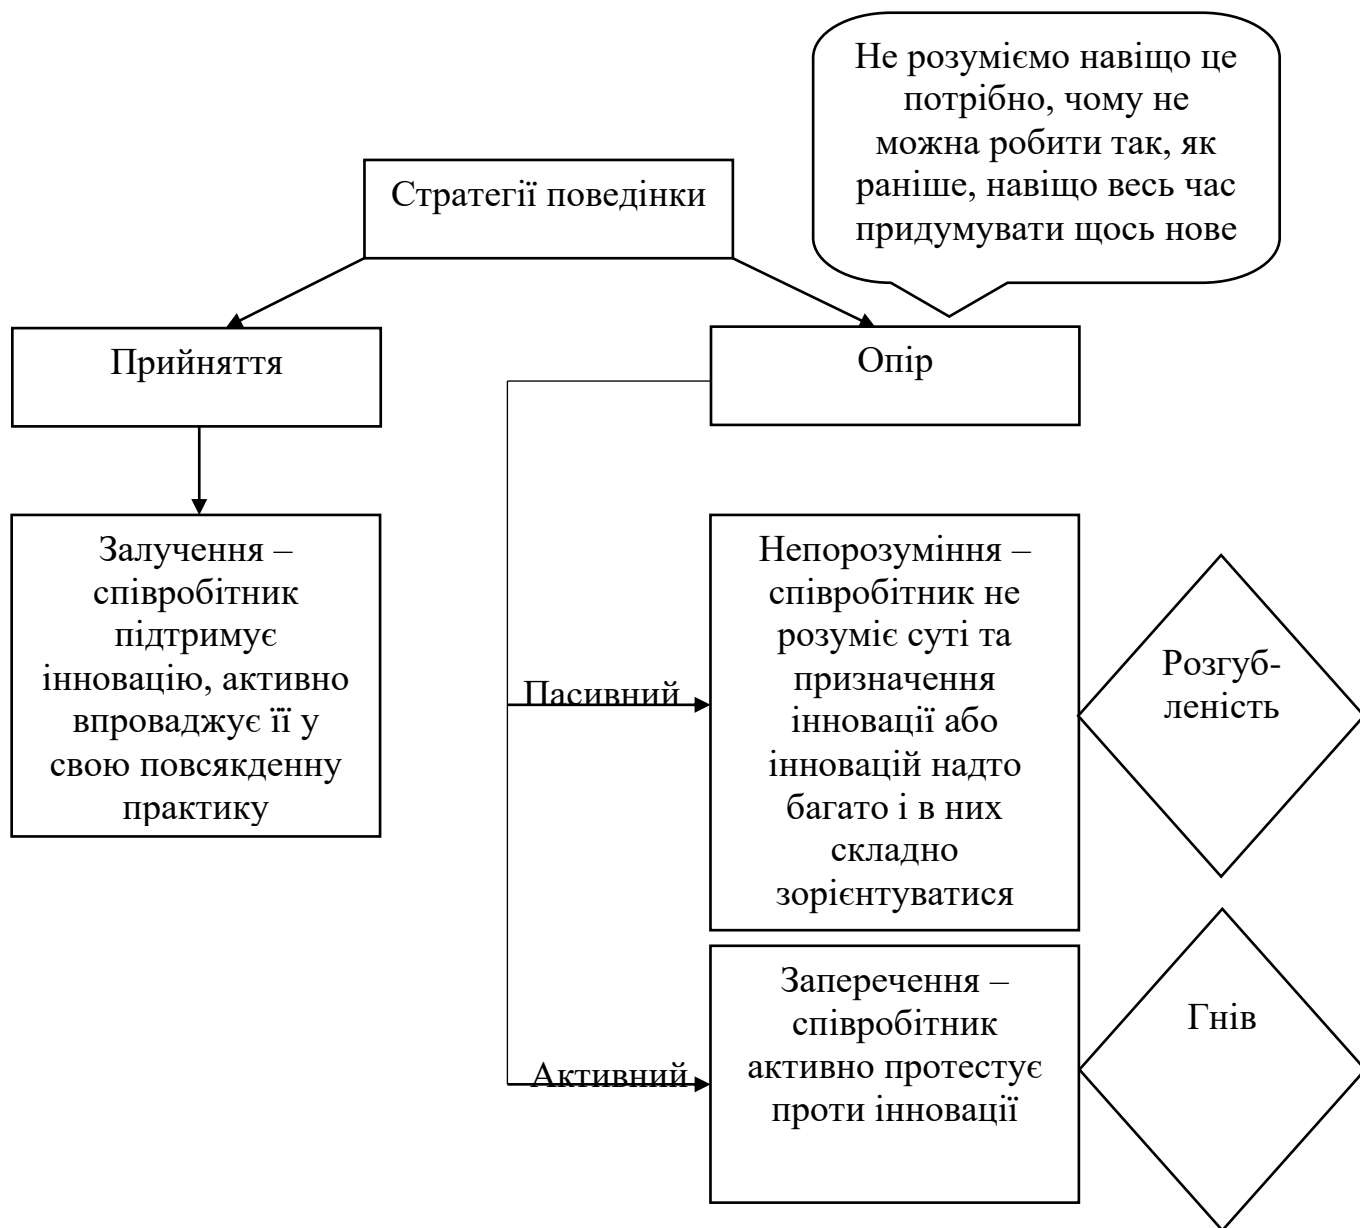 Не розуміємо навіщо це
потрібно, чому не
можна робити так, як
раніше, навіщо весь час
придумувати щось нове
Стратегії поведінки
Прийняття
Опір
Залучення –
співробітник
підтримує
інновацію, активно
впроваджує її у
свою повсякденну
практику
Пасивний
Непорозуміння –
співробітник не
розуміє суті та
призначення
інновації або
інновацій надто
багато і в них
складно
зорієнтуватися
Розгуб-
леність
Активний
Заперечення –
співробітник
активно протестує
проти інновації
Гнів